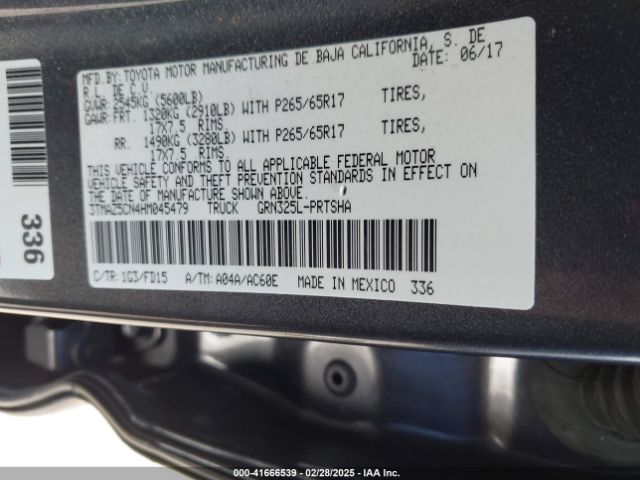 MFD. BY: TOYOTA MOTOR MANUFACTURING DE BAJA CALIFORNIA, S. DE
R.L. DE C.V. DATE: 06/17
GVWR: 2545KG (5600LB)
GAWR: FRT. 1320KG (2910LB) WITH P265/65R17 TIRES,
17X7.5 RIMS.
RR. 1490KG (3280LB) WITH P265/65R17 TIRES,
17X7.5 RIMS.
THIS VEHICLE CONFORMS TO ALL APPLICABLE FEDERAL MOTOR
VEHICLE SAFETY AND THEFT PREVENTION STANDARDS IN EFFECT ON
THE DATE OF MANUFACTURE SHOWN ABOVE.
3TMAZ5CN4HM045479 TRUCK GRN325L-PRTSHA
C/TR: 1G3/FD15 A/TM: A04A/AC60E MADE IN MEXICO 336
336
000-41666539 - 02/28/2025 - IAA Inc.